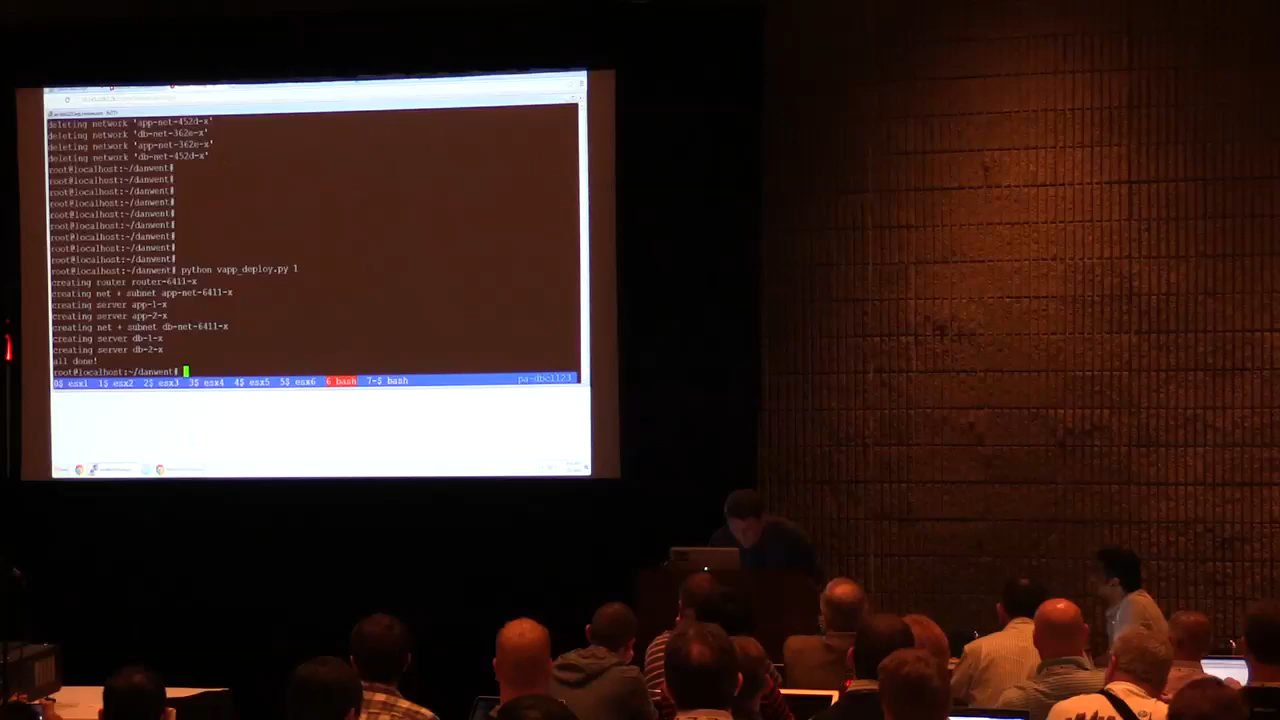 deleting network 'app-net-452d-x'
deleting network 'db-net-362e-x'
deleting network 'app-net-362e-x'
deleting network 'db-net-452d-x'
root@localhost:~/danwent#
root@localhost:~/danwent#
root@localhost:~/danwent#
root@localhost:~/danwent#
root@localhost:~/danwent#
root@localhost:~/danwent#
root@localhost:~/danwent#
root@localhost:~/danwent#
root@localhost:~/danwent#
root@localhost:~/danwent# python vapp_deploy.py 1
creating router router-6411-x
creating net + subnet app-net-6411-x
creating server app-1-x
creating server app-2-x
creating net + subnet db-net-6411-x
creating server db-1-x
creating server db-2-x
all done!
root@localhost:~/danwent#
0$ esx1 1$ esx2 2$ esx3 3$ esx4 4$ esx5 5$ esx6 6 bash 7-$ bash pa-dbc1123